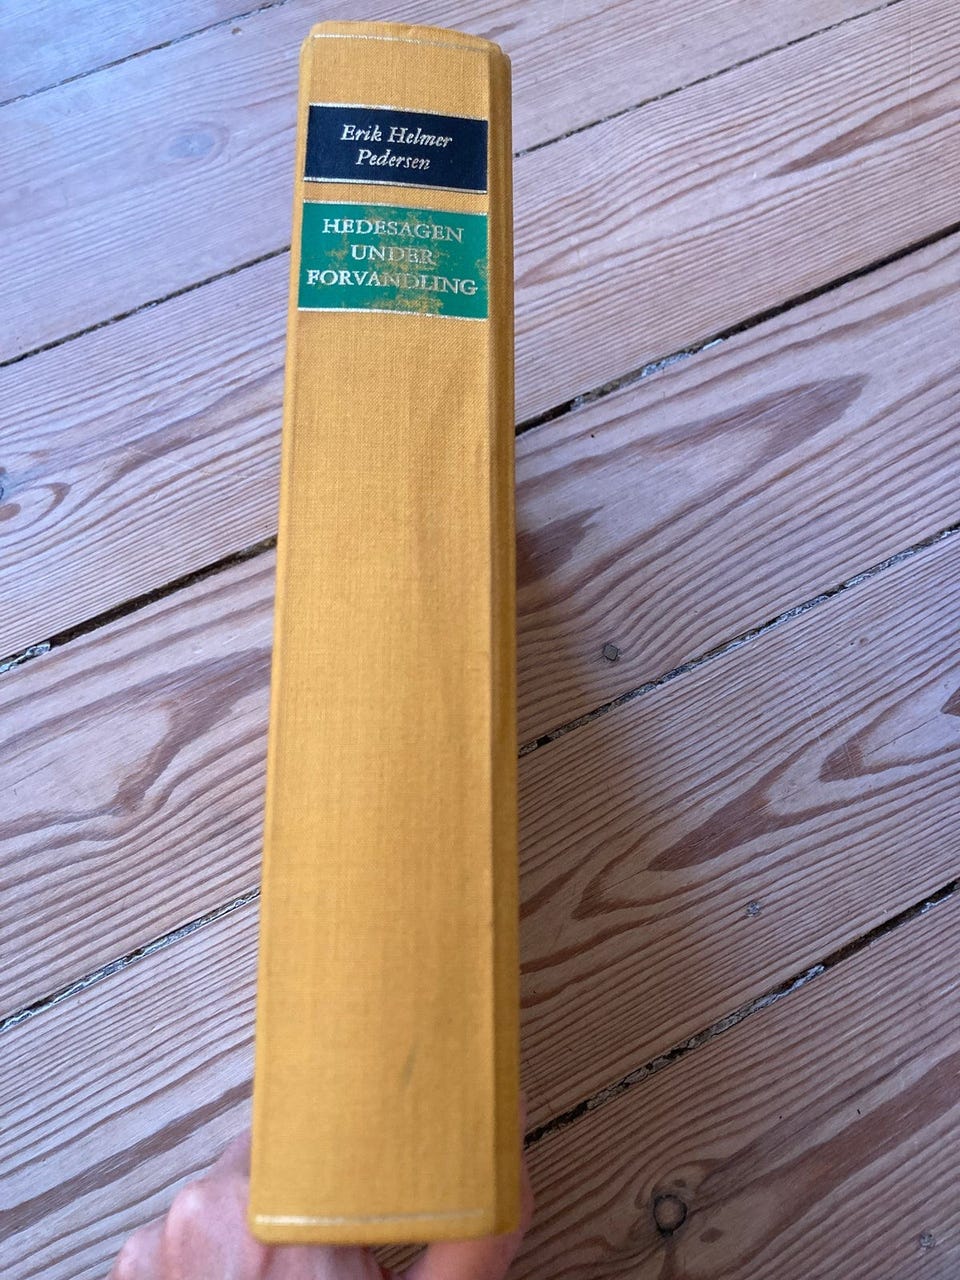 Erik Helmer
Pedersen
HEDESAGEN
UNDER
FORVANDLING